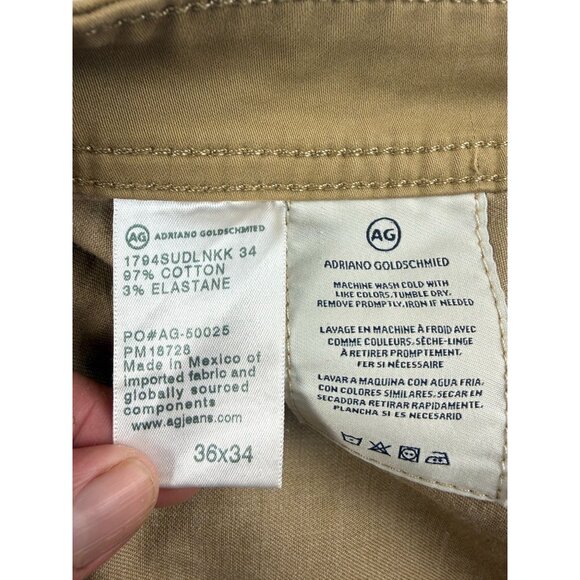 AG ADRIANO GOLDSCHMIED
1794SUDLNKK 34
97% COTTON
3% ELASTANE
PO#AG-50025
PM18728
Made in Mexico of
imported fabric and
globally sourced
components
www.agjeans.com
36x34
AG
ADRIANO GOLDSCHMIED
MACHINE WASH COLD WITH
LIKE COLORS, TUMBLE DRY,
REMOVE PROMPTLY, IRON IF NEEDED
LAVAGE EN MACHINE À FROID AVEC
COMME COULEURS, SÈCHE-LINGE
À RETIRER PROMPTEMENT,
FER SI NÉCESSAIRE
LAVAR A MAQUINA CON AGUA FRIA,
CON COLORES SIMILARES, SECAR EN
SECADORA RETIRAR RAPIDAMENTE,
PLANCHA SI ES NECESARIO